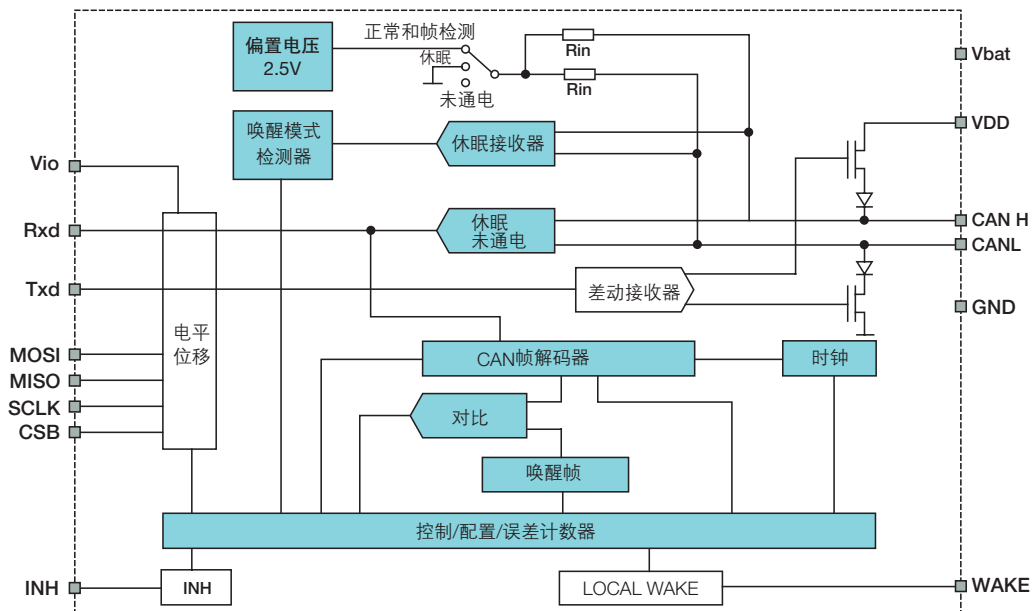 正常和帧检测
偏置电压
2.5V
休眠
未通电
Rin
Rin
Vbat
VDD
唤醒模式
检测器
休眠接收器
Vio
Rxd
休眠
未通电
CAN H
CANL
Txd
差动接收器
GND
电平
位移
MOSI
MISO
SCLK
CSB
CAN帧解码器
时钟
对比
唤醒帧
控制/配置/误差计数器
INH
INH
LOCAL WAKE
WAKE